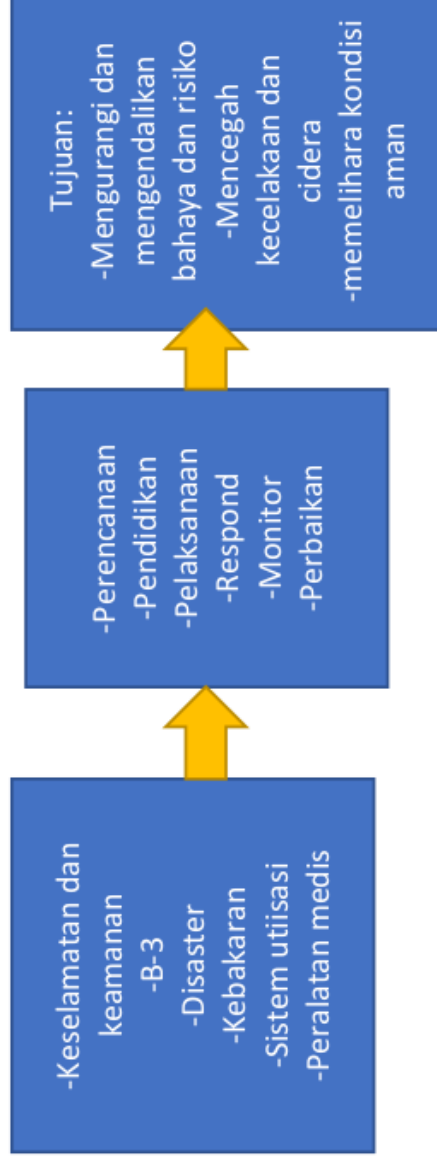 -Keselamatan dan
keamanan
-B-3
-Disaster
-Kebakaran
-Sistem utiisasi
-Peralatan medis
-Perencanaan
-Pendidikan
-Pelaksanaan
-Respond
-Monitor
-Perbaikan
Tujuan:
-Mengurangi dan
mengendalikan
bahaya dan risiko
-Mencegah
kecelakaan dan
cidera
-memelihara kondisi
aman